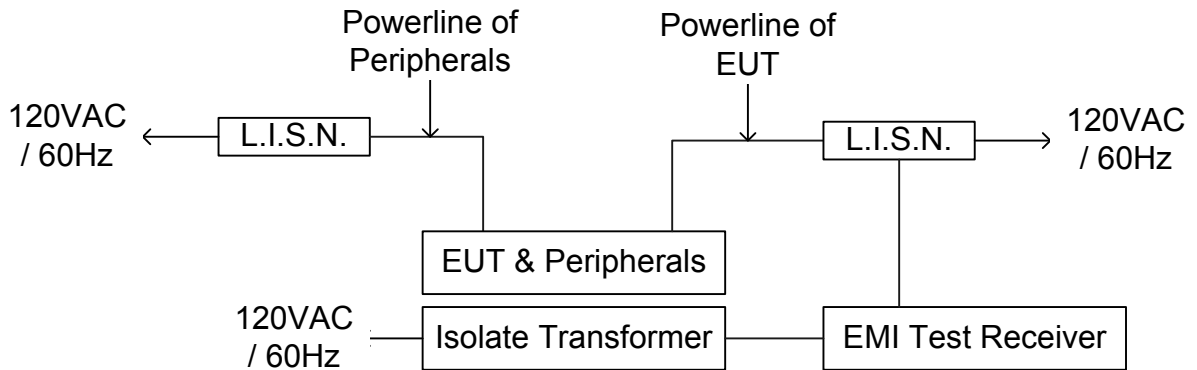 Powerline of
Peripherals
Powerline of
EUT
120VAC
/ 60Hz
L.I.S.N.
L.I.S.N.
120VAC
/ 60Hz
EUT & Peripherals
120VAC
/ 60Hz
Isolate Transformer
EMI Test Receiver